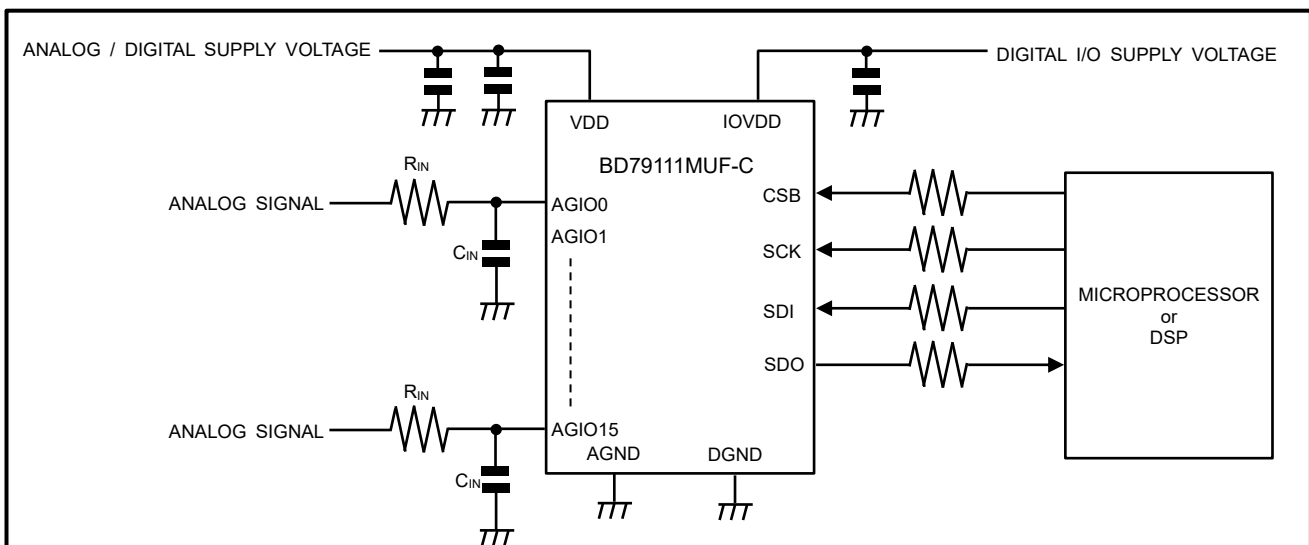 ANALOG / DIGITAL SUPPLY VOLTAGE
DIGITAL I/O SUPPLY VOLTAGE
VDD
IOVDD
BD79111MUF-C
RIN
ANALOG SIGNAL
AGIO0
CIN
AGIO1
CSB
SCK
SDI
SDO
MICROPROCESSOR
or
DSP
RIN
ANALOG SIGNAL
AGIO15
CIN
AGND
DGND